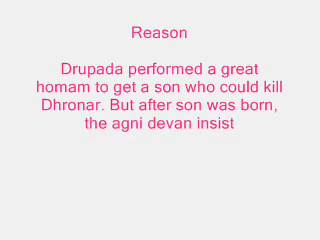 Reason
Drupada performed a great
homam to get a son who could kill
Dhronar. But after son was born,
the agni devan insist